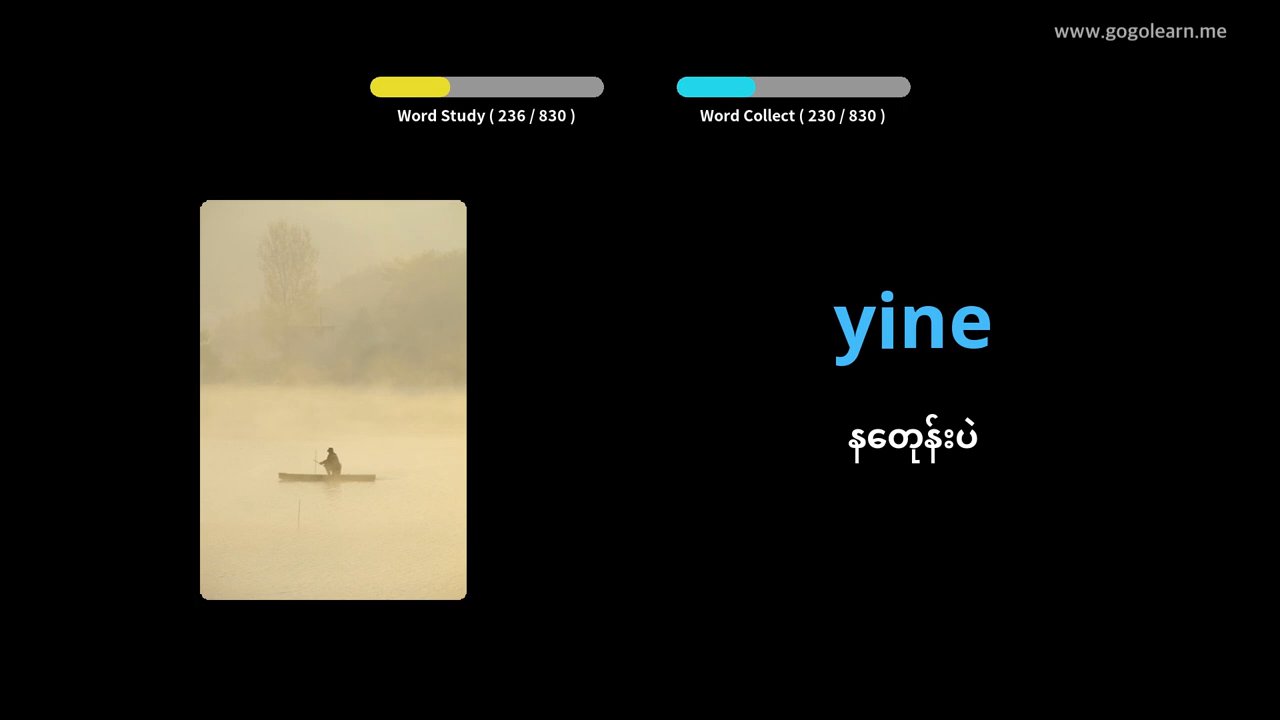 www.gogolearn.me
Word Study ( 236 / 830 )
Word Collect ( 230 / 830 )
yine
နတေုန်းပဲ